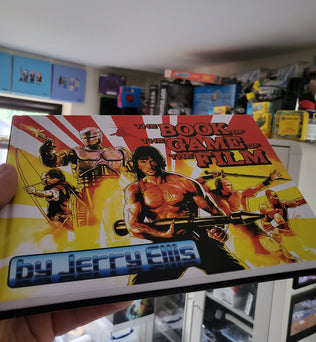 THE BOOK OF
THE GAME OF
THE FILM
by Jerry Ellis